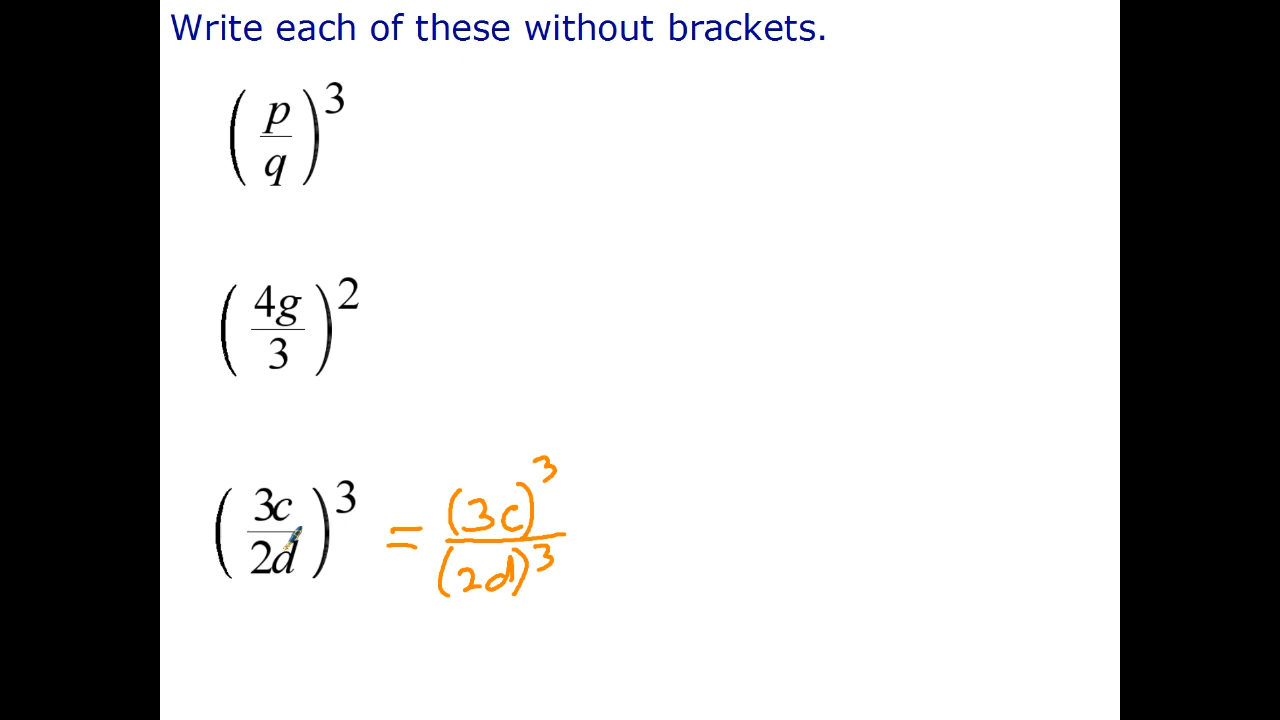 Write each of these without brackets.
(p/q)³
(4g/3)²
(3c/2d)³ = (3c)³/(2d)³